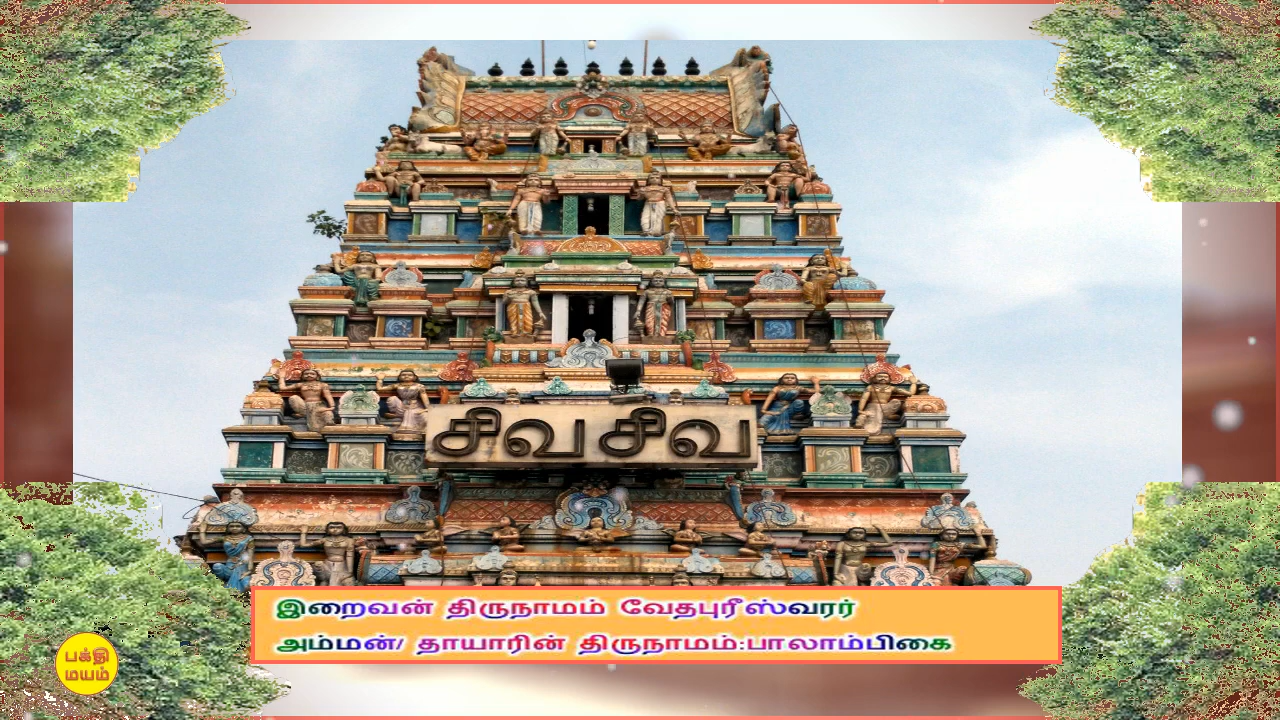 சிவசிவ
இறைவன் திருநாமம் வேதபுரீஸ்வரர்
அம்மன்/ தாயாரின் திருநாமம்:பாலாம்பிகை
பக்தி
மயம்